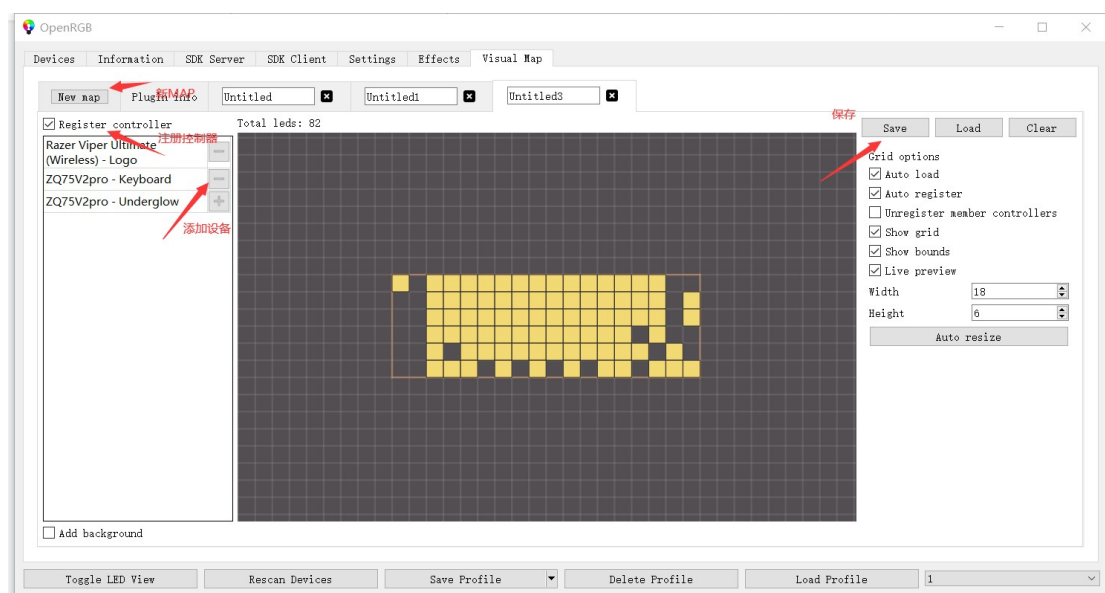 OpenRGB
Devices Information SDK Server SDK Client Settings Effects Visual Map
New map Plugin info Untitled Untitled1 Untitled3
新MAP
保存
Register controller Total leds: 82 Save Load Clear
注册控制器
Razer Viper Ultimate
(Wireless) - Logo
ZQ75V2pro - Keyboard
ZQ75V2pro - Underglow
添加设备
Grid options
Auto load
Auto register
Unregister member controllers
Show grid
Show bounds
Live preview
Width 18
Height 6
Auto resize
Add background
Toggle LED View Rescan Devices Save Profile Delete Profile Load Profile 1